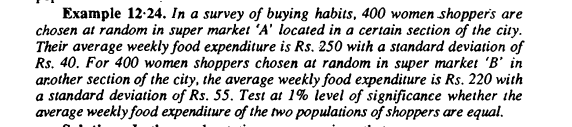 Example 12·24. In a survey of buying habits, 400 women shoppers are
chosen at random in super market 'A' located in a certain section of the city.
Their average weekly food expenditure is Rs. 250 with a standard deviation of
Rs. 40. For 400 women shoppers chosen at random in super market 'B' in
another section of the city, the average weekly food expenditure is Rs. 220 with
a standard deviation of Rs. 55. Test at 1% level of significance whether the
average weekly food expenditure of the two populations of shoppers are equal.